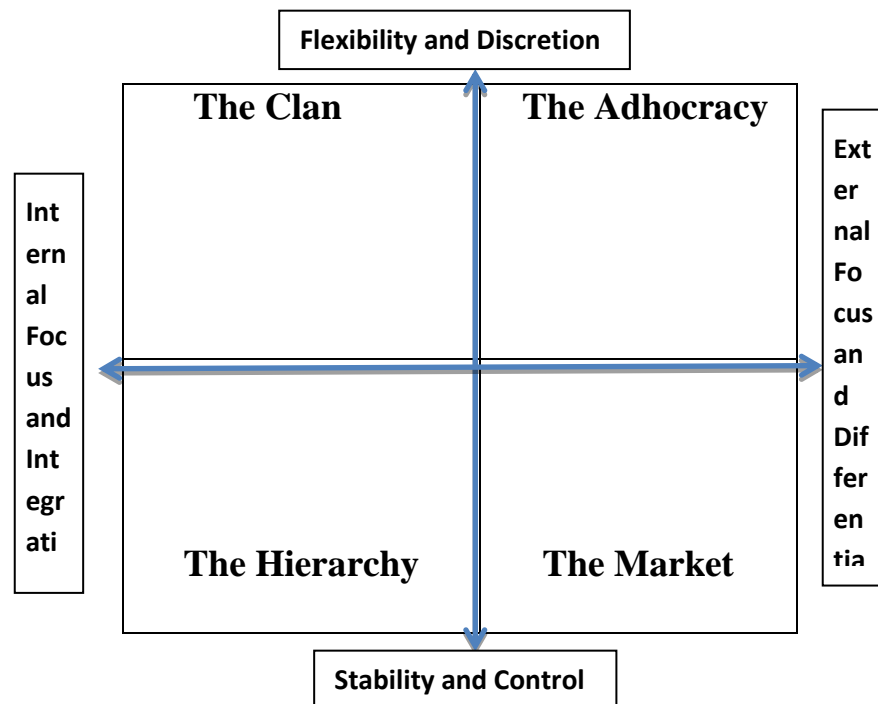 Flexibility and Discretion
The Clan
The Adhocracy
Int
ern
al
Foc
us
and
Int
egr
ati
Ext
er
nal
Fo
cus
an
d
Dif
fer
en
tia
The Hierarchy
The Market
Stability and Control